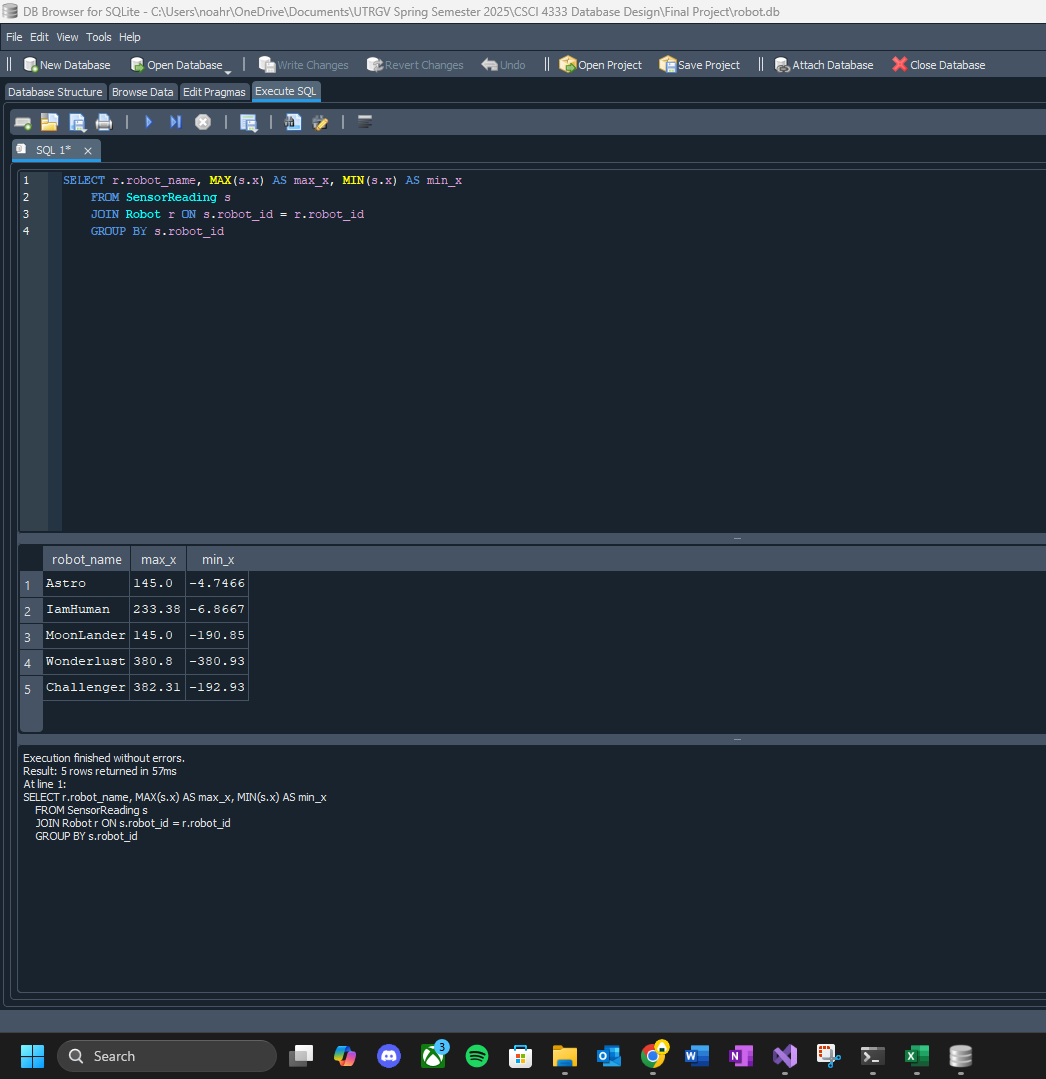 DB Browser for SQLite - C:\Users\noahr\OneDrive\Documents\UTRGV Spring Semester 2025\CSCI 4333 Database Design\Final Project\robot.db
File Edit View Tools Help
New Database Open Database Write Changes Revert Changes Undo Open Project Save Project Attach Database Close Database
Database Structure Browse Data Edit Pragmas Execute SQL
SQL 1*
1 SELECT r.robot_name, MAX(s.x) AS max_x, MIN(s.x) AS min_x
2 FROM SensorReading s
3 JOIN Robot r ON s.robot_id = r.robot_id
4 GROUP BY s.robot_id
robot_name max_x min_x
1 Astro 145.0 -4.7466
2 IamHuman 233.38 -6.8667
3 MoonLander 145.0 -190.85
4 Wonderlust 380.8 -380.93
5 Challenger 382.31 -192.93
Execution finished without errors.
Result: 5 rows returned in 57ms
At line 1:
SELECT r.robot_name, MAX(s.x) AS max_x, MIN(s.x) AS min_x
FROM SensorReading s
JOIN Robot r ON s.robot_id = r.robot_id
GROUP BY s.robot_id
Search 3